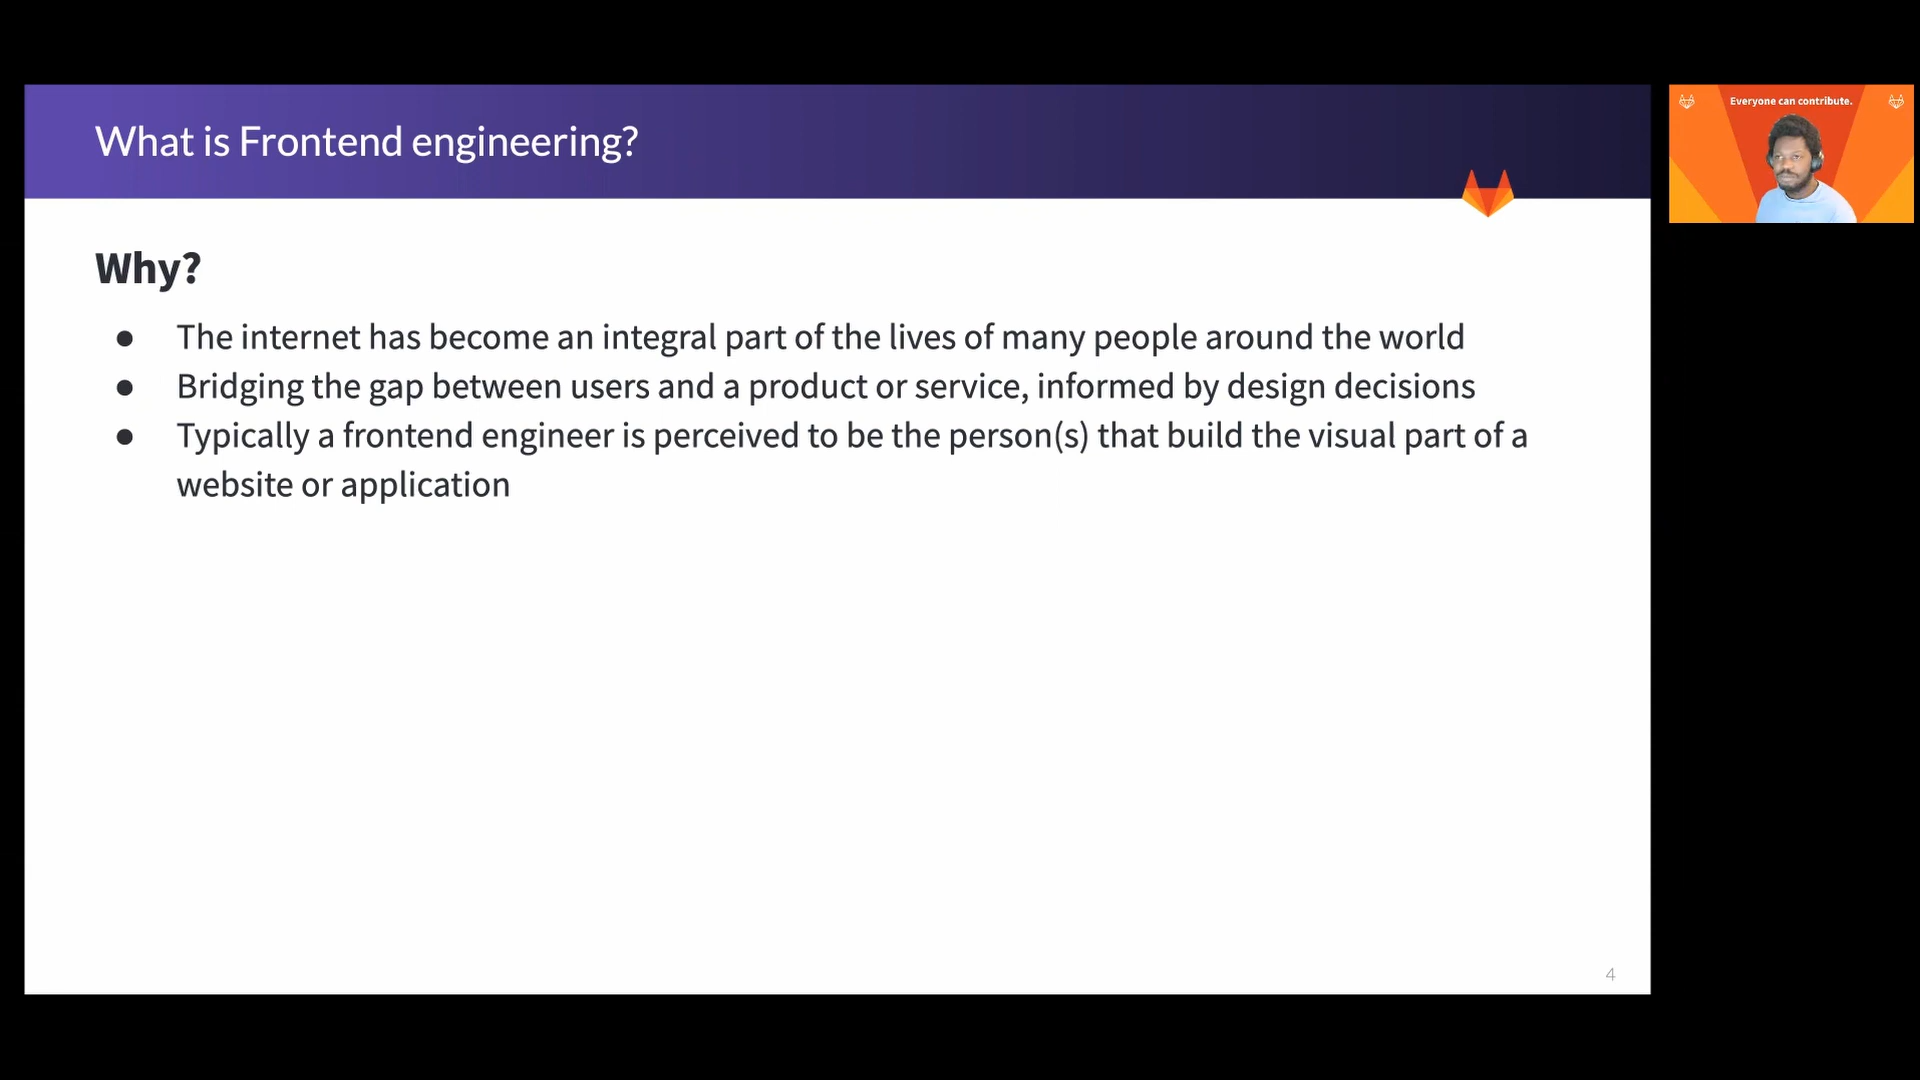 What is Frontend engineering?
Everyone can contribute.
Why?
● The internet has become an integral part of the lives of many people around the world
● Bridging the gap between users and a product or service, informed by design decisions
● Typically a frontend engineer is perceived to be the person(s) that build the visual part of a
website or application
4